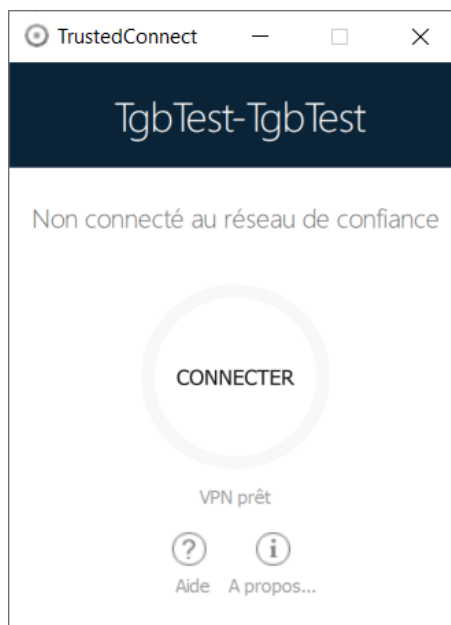 TrustedConnect
TgbTest-TgbTest
Non connecté au réseau de confiance
CONNECTER
VPN prêt
? i
Aide A propos...